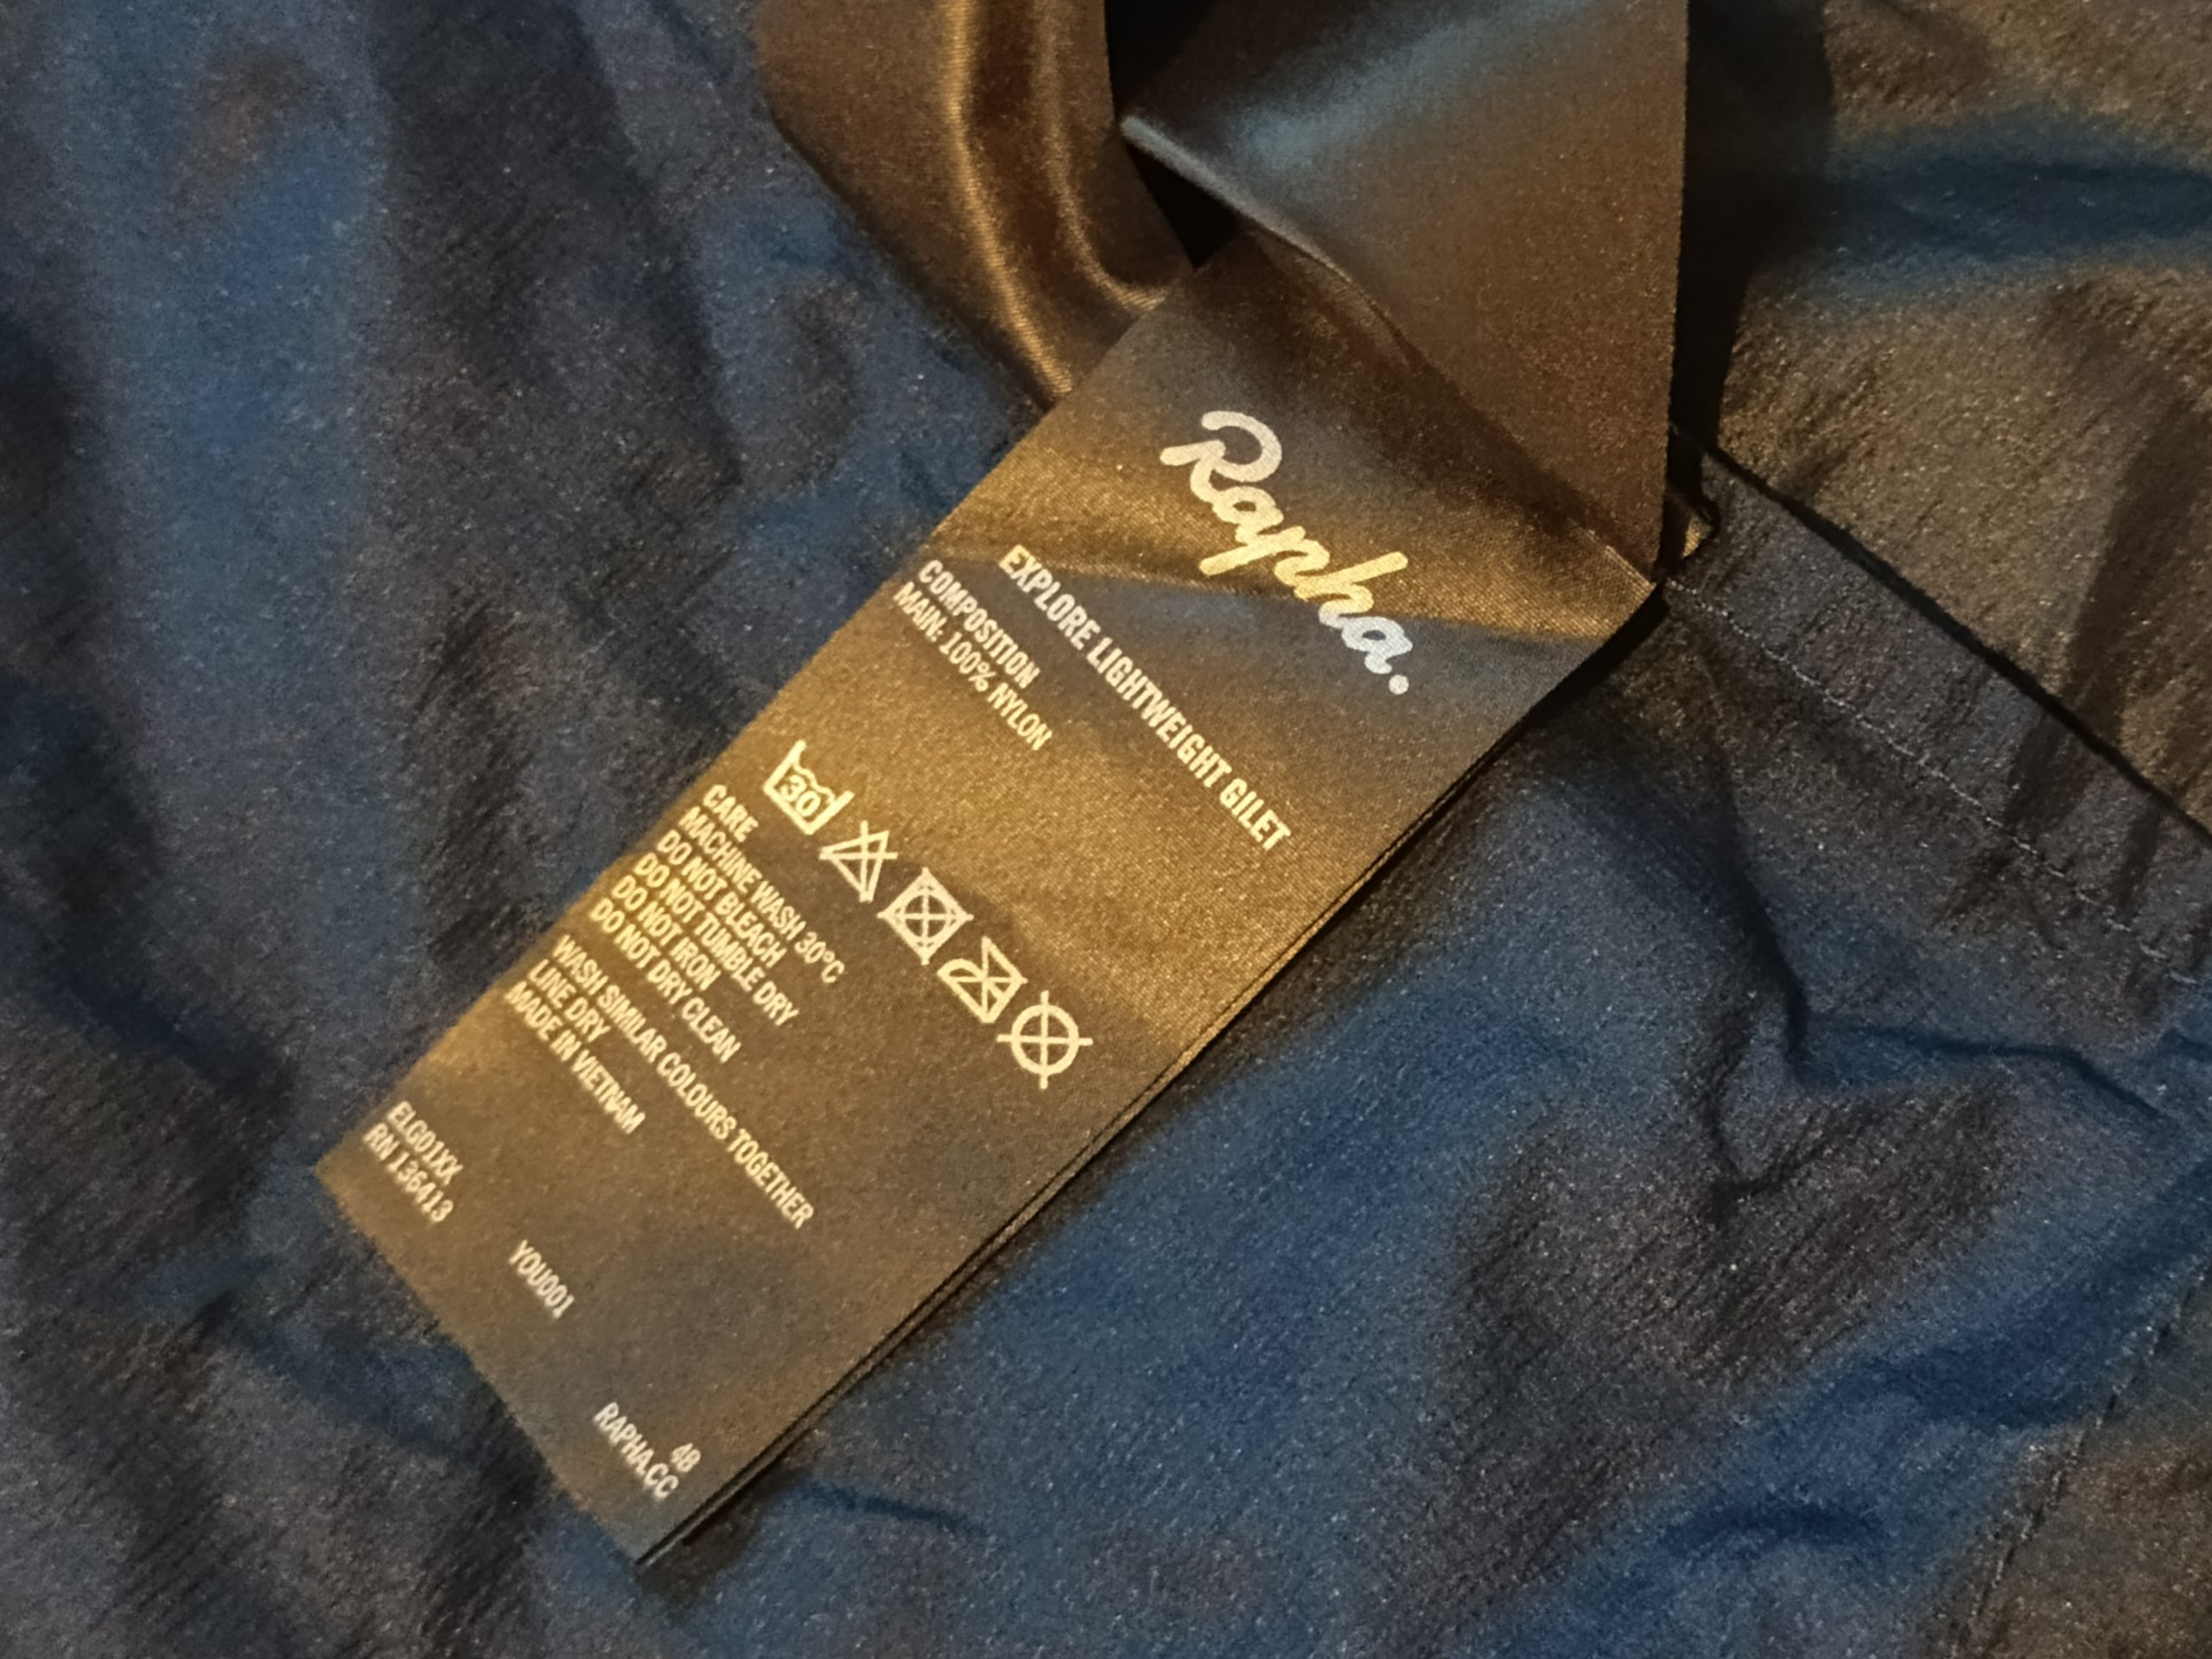 Rapha.
EXPLORE LIGHTWEIGHT GILET
COMPOSITION
MAIN: 100% NYLON
30
CARE
MACHINE WASH 30°C
DO NOT BLEACH
DO NOT TUMBLE DRY
DO NOT IRON
DO NOT DRY CLEAN
WASH SIMILAR COLOURS TOGETHER
LINE DRY
MADE IN VIETNAM
ELG01XX
RN 136413
YOU001
4B
RAPHA.CC